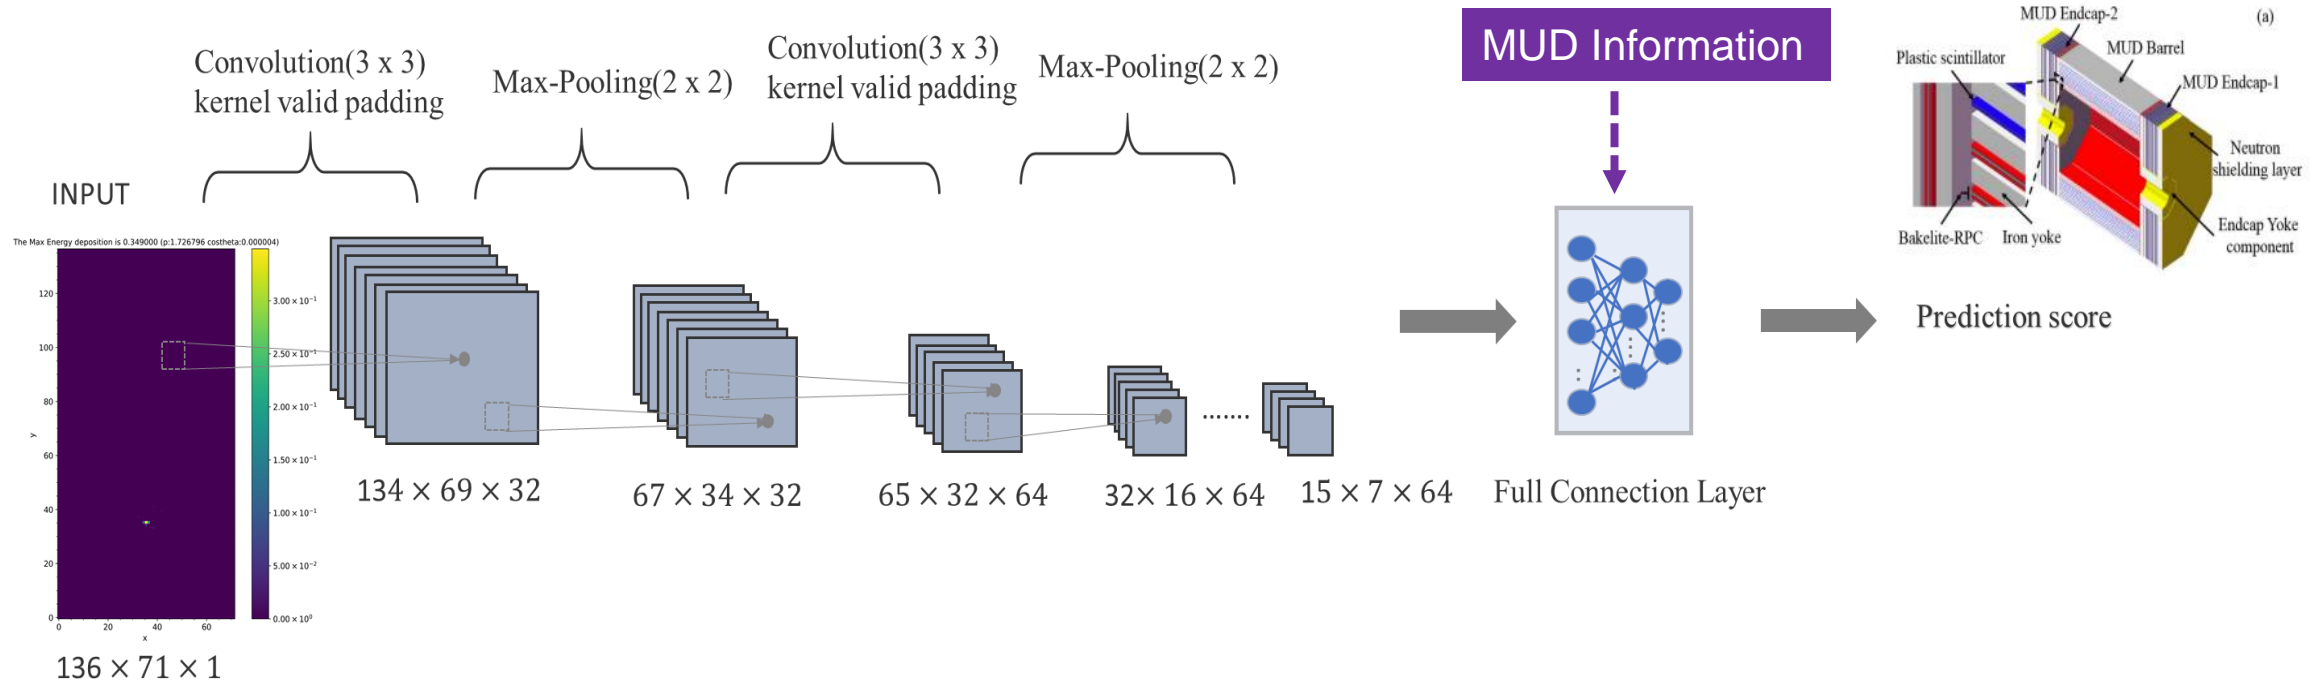 Convolution(3 x 3)
kernel valid padding
Max-Pooling(2 x 2)
Convolution(3 x 3)
kernel valid padding
Max-Pooling(2 x 2)
MUD Information
MUD Endcap-2
(a)
MUD Barrel
Plastic scintillator
MUD Endcap-1
Neutron
shielding layer
Endcap Yoke
component
Bakelite-RPC
Iron yoke
INPUT
The Max Energy deposition is 0.349000 (p:1.726796 costheta:0.000004)
120
100
80
60
40
20
0
y
0 20 40 60
x
3.00 × 10⁻¹
2.50 × 10⁻¹
2.00 × 10⁻¹
1.50 × 10⁻¹
1.00 × 10⁻¹
5.00 × 10⁻²
0.00 × 10⁰
136 × 71 × 1
134 × 69 × 32
67 × 34 × 32
65 × 32 × 64
32× 16 × 64
.......
15 × 7 × 64
Full Connection Layer
Prediction score